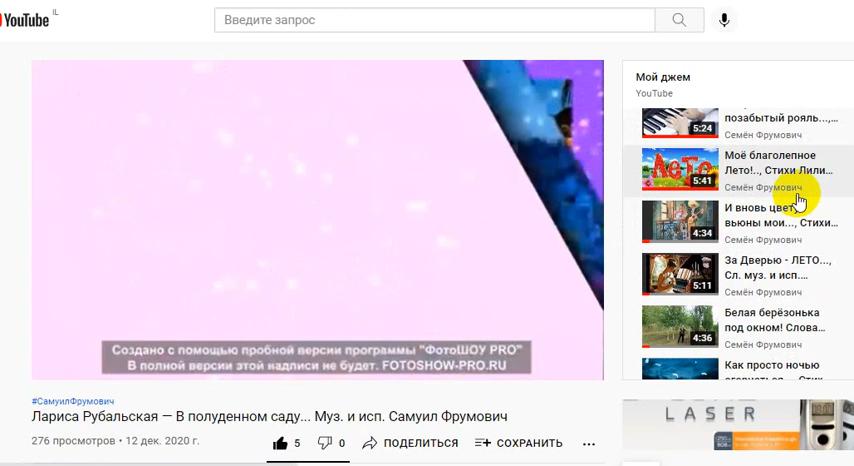 YouTube IL
Введите запрос
Создано с помощью пробной версии программы "ФотоШОУ PRO"
В полной версии этой надписи не будет. FOTOSHOW-PRO.RU
#СамуилФрумович
Лариса Рубальская — В полуденном саду... Муз. и исп. Самуил Фрумович
276 просмотров • 12 дек. 2020 г.
5
0
ПОДЕЛИТЬСЯ
СОХРАНИТЬ
Мой джем
YouTube
позабытый рояль...,...
5:24
Семён Фрумович
Моё благолепное
Лето!.., Стихи Лили...
ЛеТо
5:41
Семён Фрумович
И вновь цвет
вьюны мои..., Стихи...
4:34
Семён Фрумович
За Дверью - ЛЕТО...,
Сл. муз. и исп....
5:11
Семён Фрумович
Белая берёзонька
под окном! Слова...
4:36
Семён Фрумович
Как просто ночью
LASER